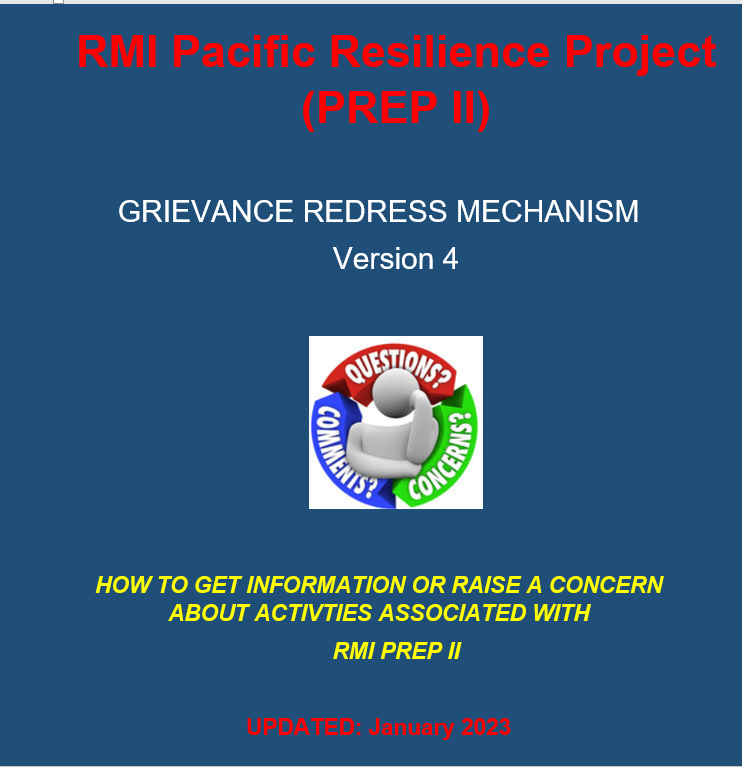 RMI Pacific Resilience Project
(PREP II)
GRIEVANCE REDRESS MECHANISM
Version 4
QUESTIONS?
COMMENTS?
CONCERNS?
HOW TO GET INFORMATION OR RAISE A CONCERN
ABOUT ACTIVTIES ASSOCIATED WITH
RMI PREP II
UPDATED: January 2023